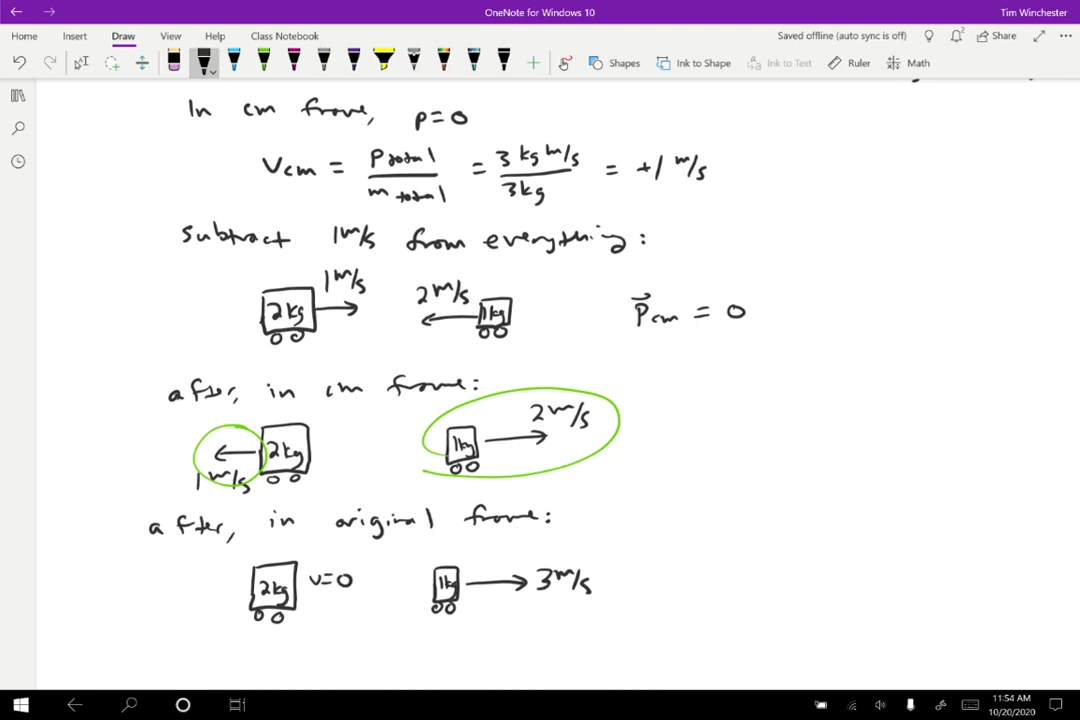 OneNote for Windows 10
Tim Winchester
Home Insert Draw View Help Class Notebook
Saved offline (auto sync is off) Share
Shapes Ink to Shape Ink to Text Ruler Math
In cm frame, p=0
Vcm = Ptotal / mtotal = 3 kg m/s / 3kg = +1 m/s
subtract 1m/s from everything:
2kg 1m/s 2m/s 1kg P⃗cm = 0
after, in cm frame:
1m/s 2kg 1kg 2m/s
after, in original frame:
2kg v=0 1kg 3m/s
11:54 AM
10/20/2020